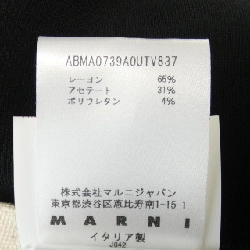 ABMA0739A0UTV837
レーヨン 65%
アセテート 31%
ポリウレタン 4%
株式会社マルニジャパン
東京都渋谷区恵比寿南1-15-1
MARNI
イタリア製
J042